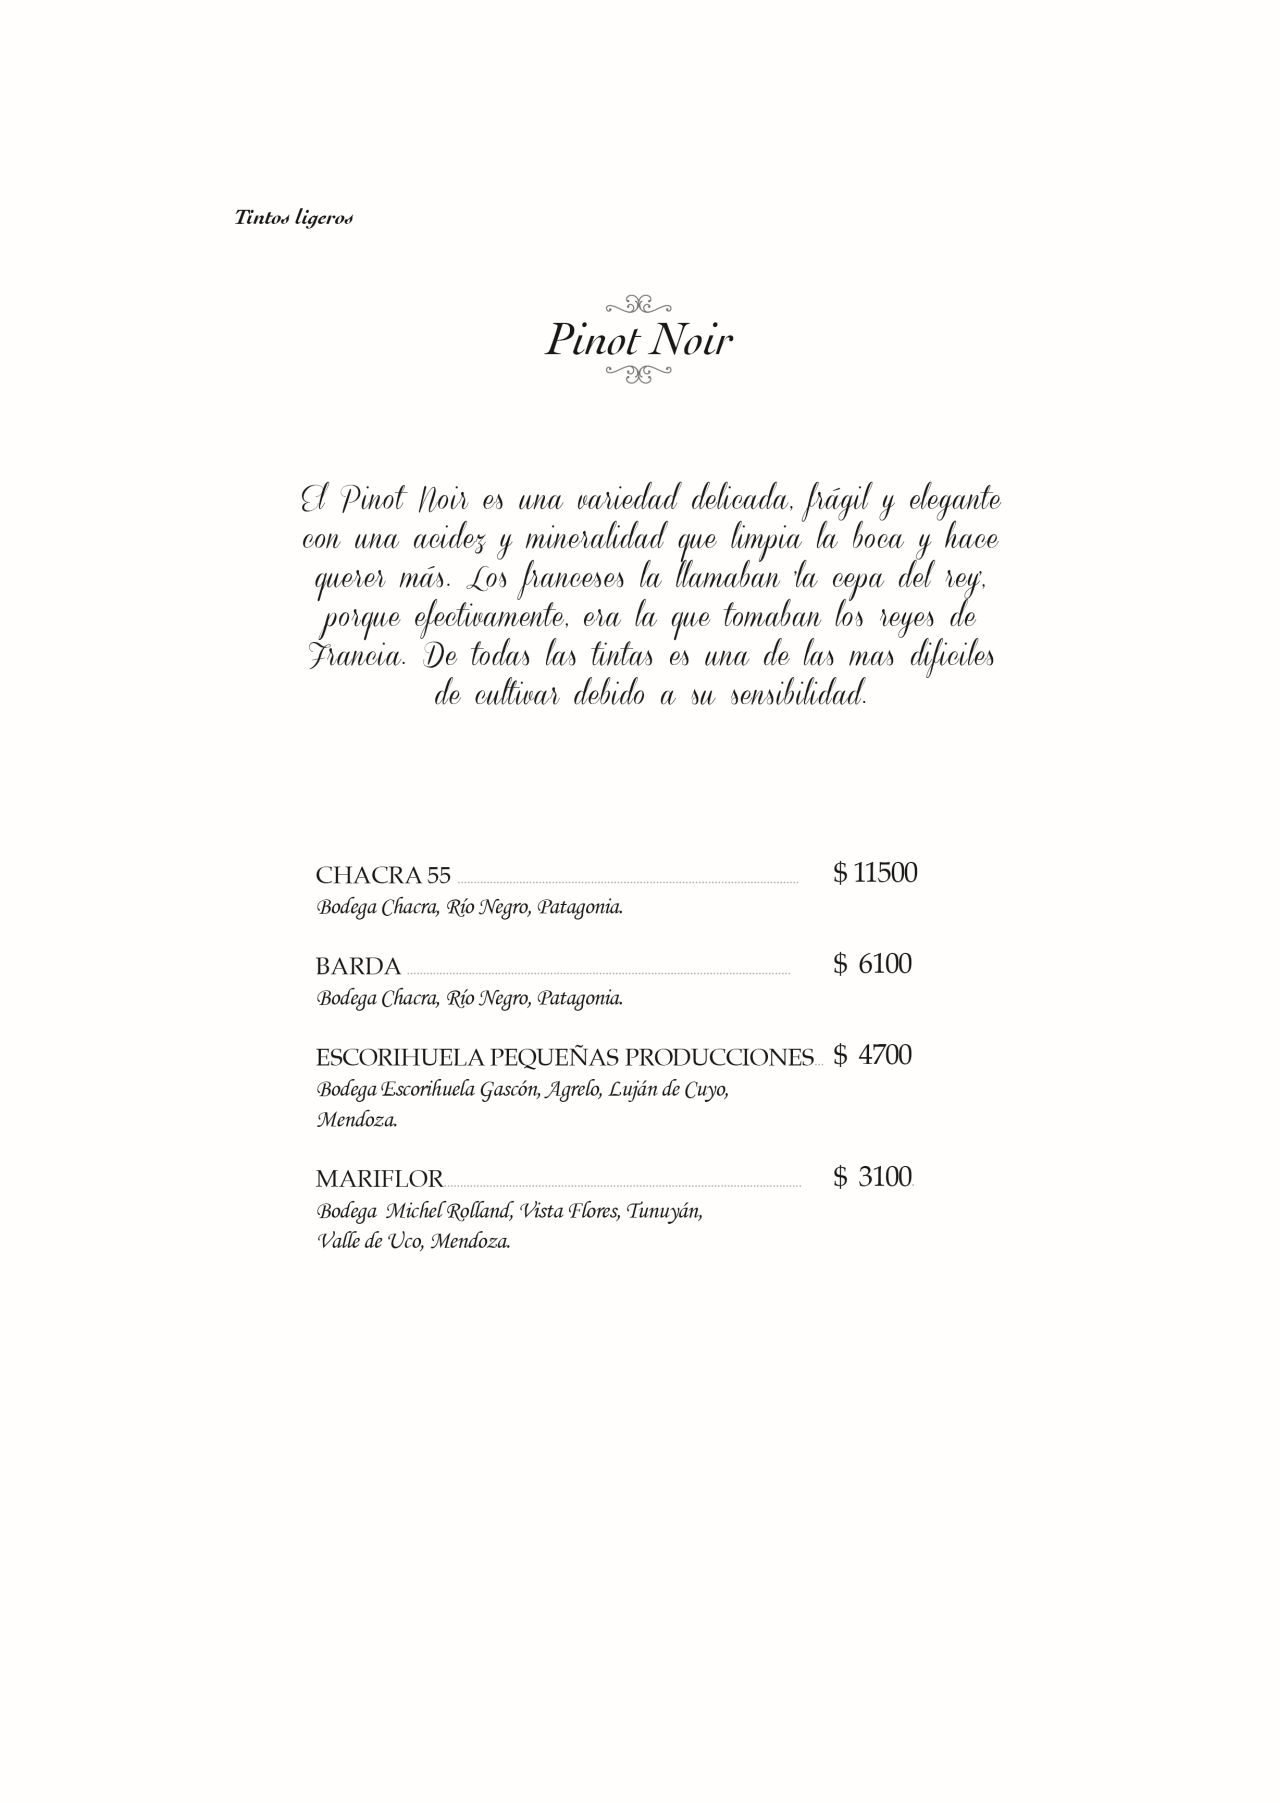 Tintos ligeros
Pinot Noir
El Pinot Noir es una variedad delicada, frágil y elegante
con una acidez y mineralidad que limpia la boca y hace
querer más. Los franceses la llamaban 'la cepa del rey',
porque efectivamente, era la que tomaban los reyes de
Francia. De todas las tintas es una de las mas dificiles
de cultivar debido a su sensibilidad.
CHACRA 55 $ 11500
Bodega Chacra, Río Negro, Patagonia.
BARDA $ 6100
Bodega Chacra, Río Negro, Patagonia.
ESCORIHUELA PEQUEÑAS PRODUCCIONES... $ 4700
Bodega Escorihuela Gascón, Agrelo, Luján de Cuyo,
Mendoza.
MARIFLOR $ 3100
Bodega Michel Rolland, Vista Flores, Tunuyán,
Valle de Uco, Mendoza.